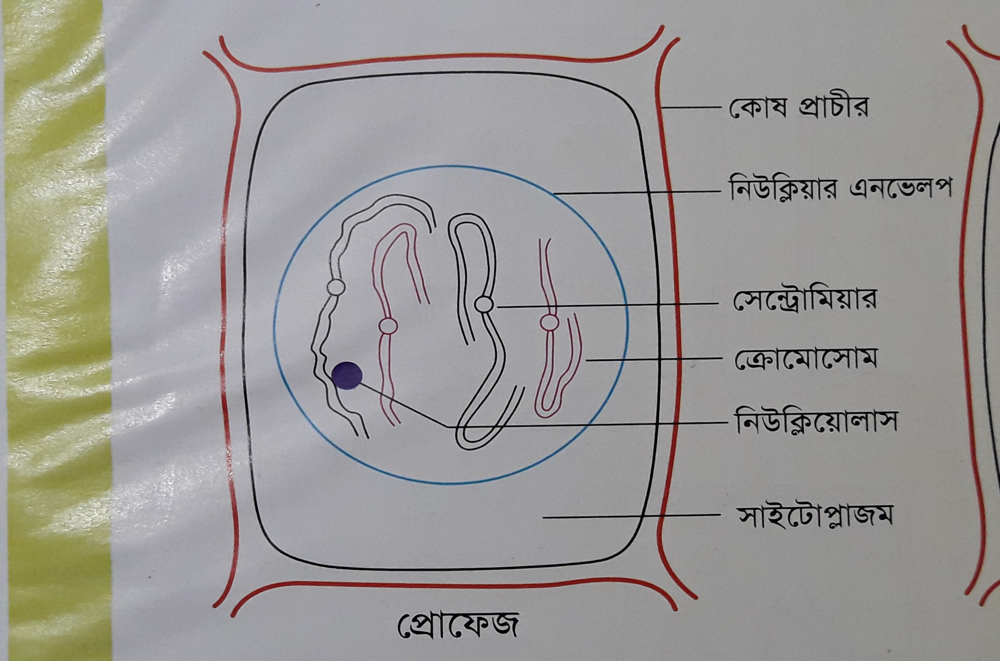 কোষ প্রাচীর
নিউক্লিয়ার এনভেলপ
সেন্ট্রোমিয়ার
ক্রোমোসোম
নিউক্লিয়োলাস
সাইটোপ্লাজম
প্রোফেজ